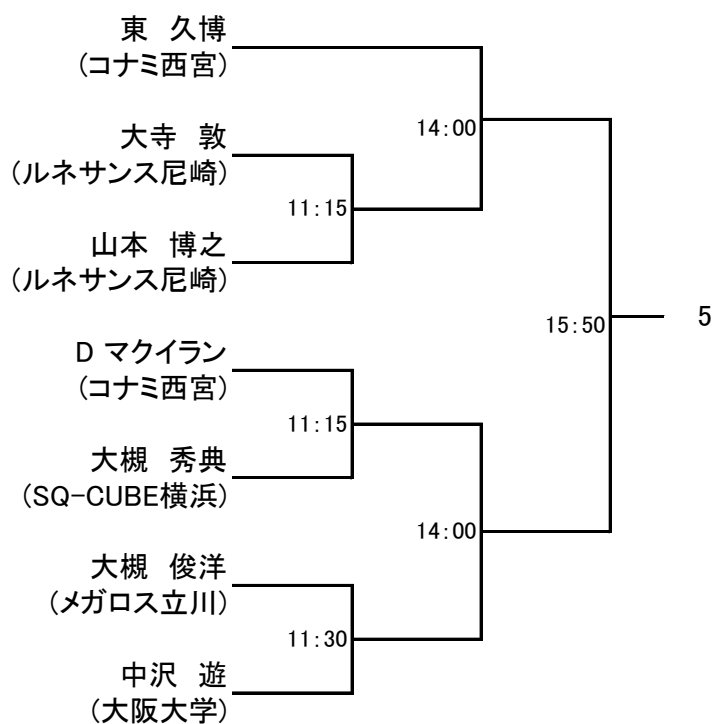 東 久博
(コナミ西宮)
14:00
大寺 敦
(ルネサンス尼崎)
11:15
山本 博之
(ルネサンス尼崎)
15:50
5
D マクイラン
(コナミ西宮)
11:15
大槻 秀典
(SQ-CUBE横浜)
14:00
大槻 俊洋
(メガロス立川)
11:30
中沢 遊
(大阪大学)